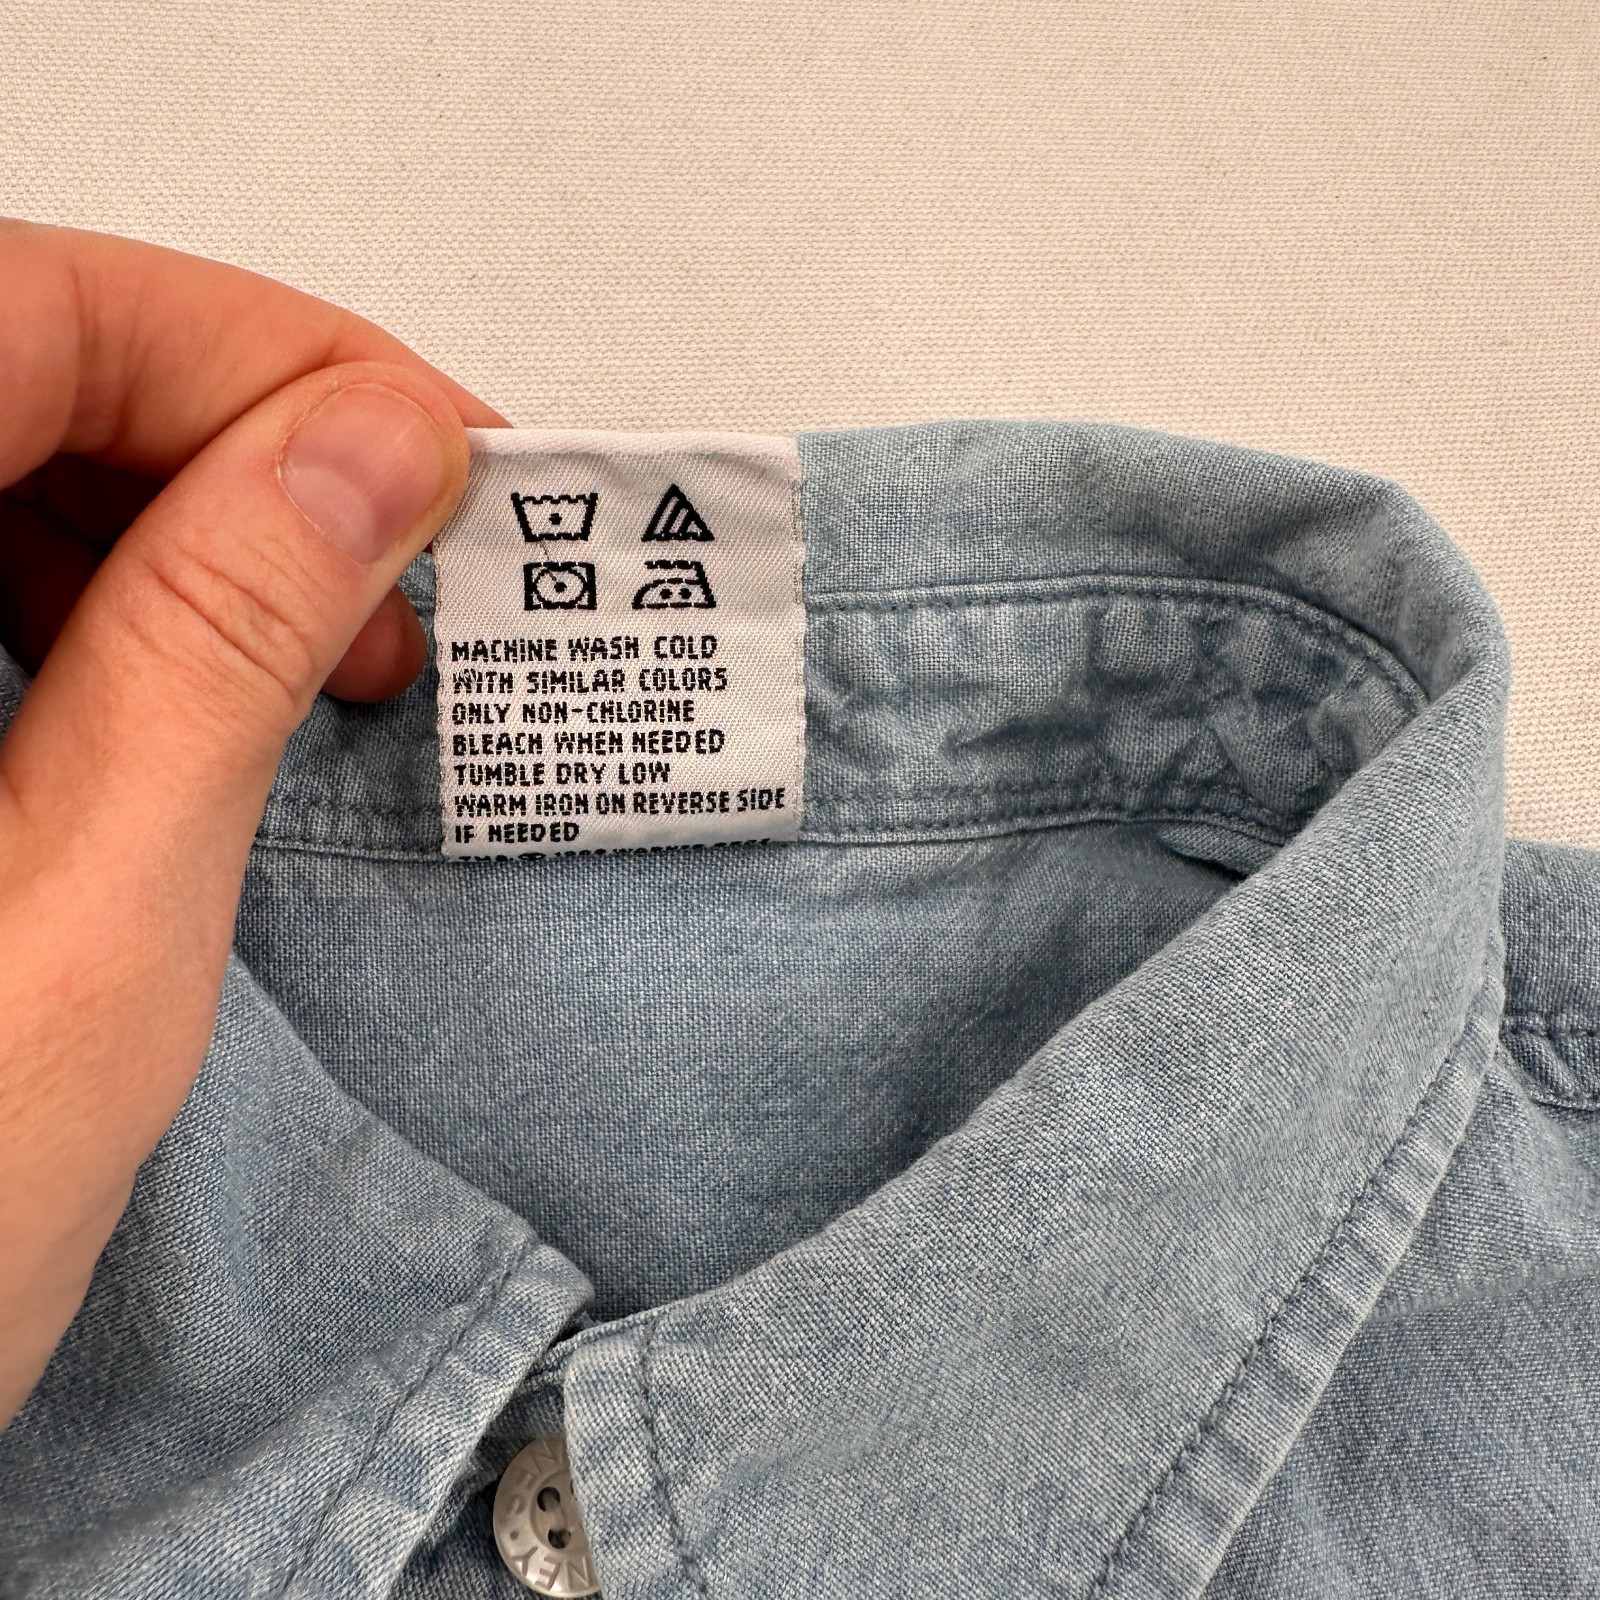 MACHINE WASH COLD
WITH SIMILAR COLORS
ONLY NON-CHLORINE
BLEACH WHEN NEEDED
TUMBLE DRY LOW
WARM IRON ON REVERSE SIDE
IF NEEDED